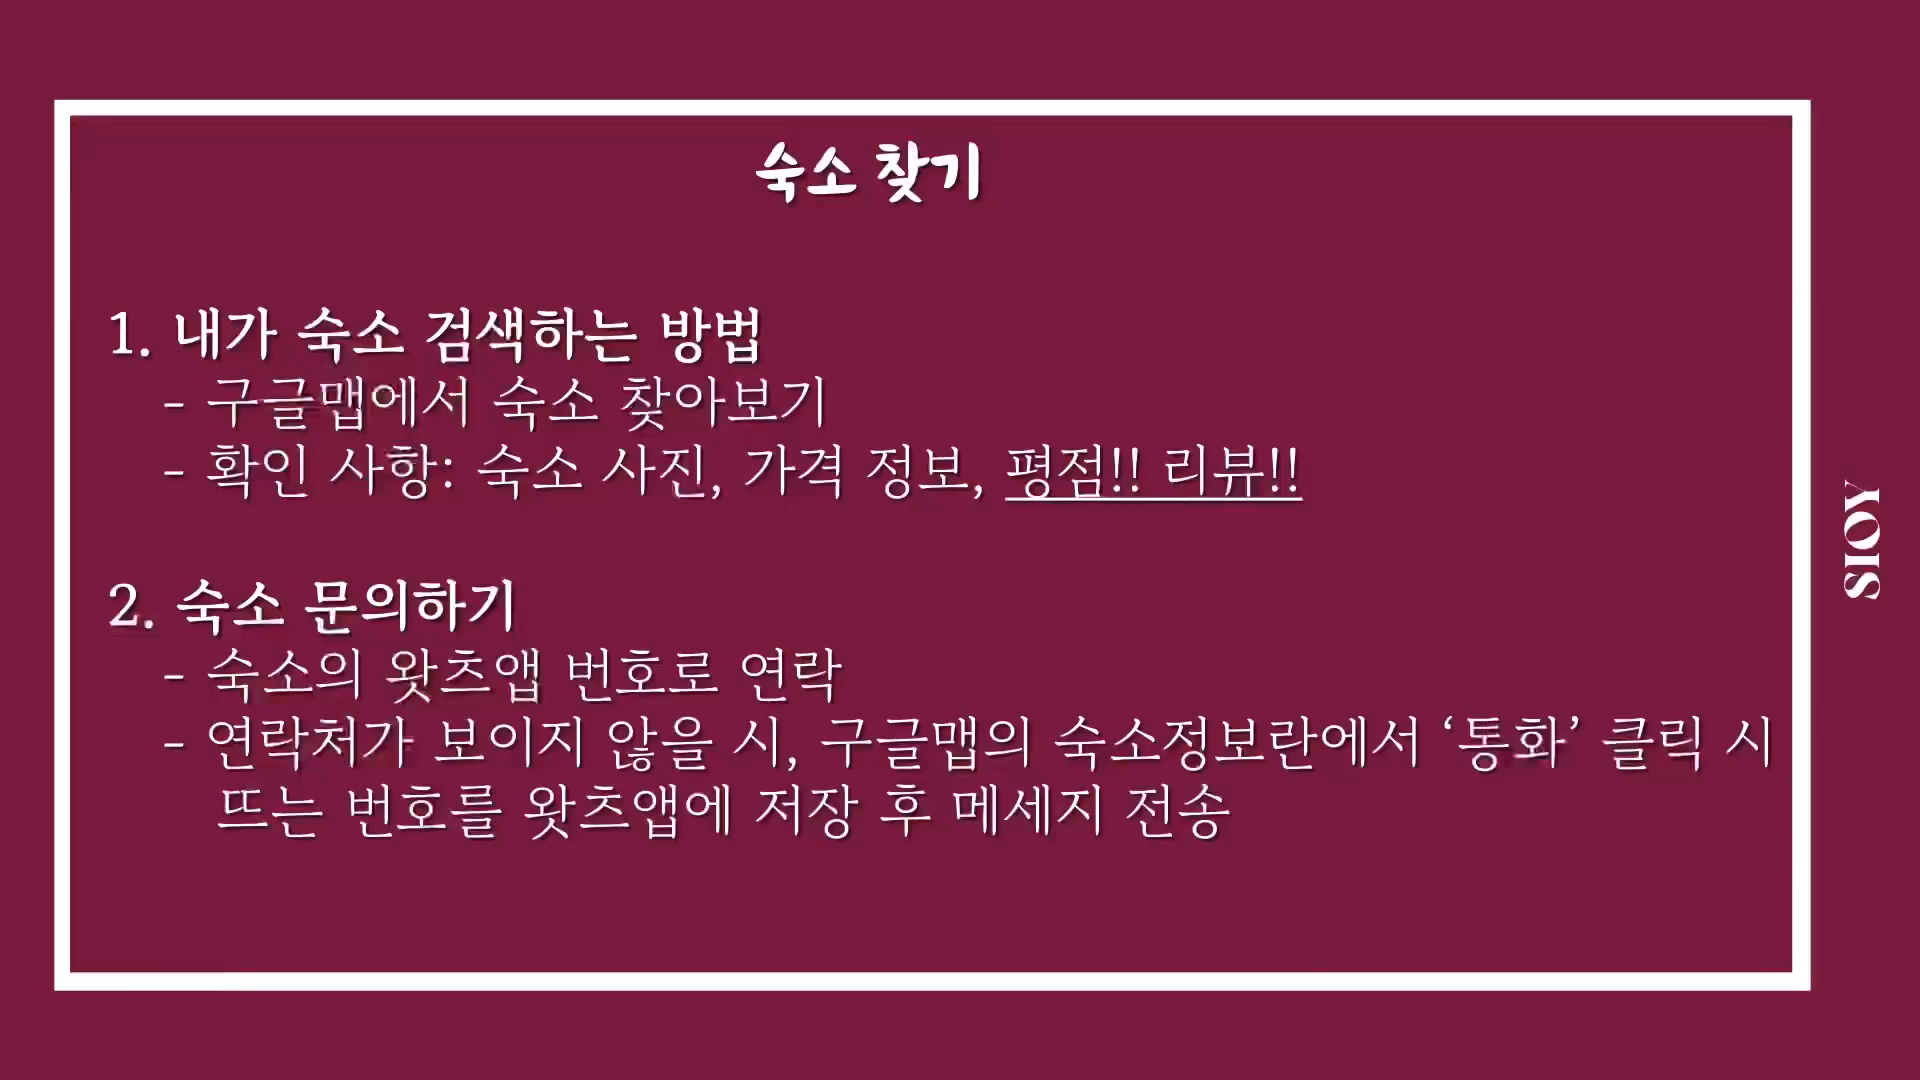 숙소 찾기
1. 내가 숙소 검색하는 방법
- 구글맵에서 숙소 찾아보기
- 확인 사항: 숙소 사진, 가격 정보, 평점!! 리뷰!!
2. 숙소 문의하기
- 숙소의 왓츠앱 번호로 연락
- 연락처가 보이지 않을 시, 구글맵의 숙소정보란에서 ‘통화’ 클릭 시
뜨는 번호를 왓츠앱에 저장 후 메세지 전송
YOIS